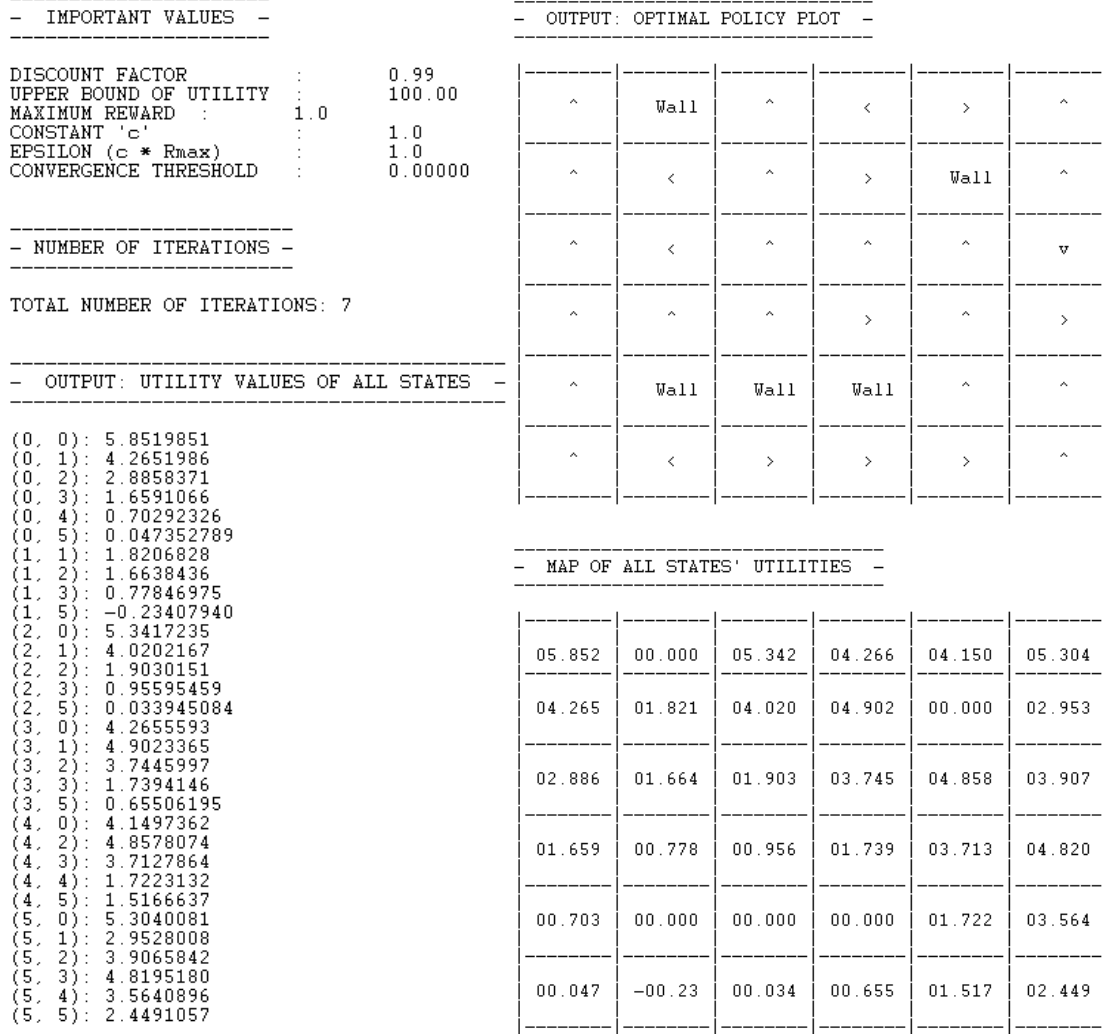 - IMPORTANT VALUES -
DISCOUNT FACTOR : 0.99
UPPER BOUND OF UTILITY : 100.00
MAXIMUM REWARD : 1.0
CONSTANT 'c' : 1.0
EPSILON (c * Rmax) : 1.0
CONVERGENCE THRESHOLD : 0.00000
- NUMBER OF ITERATIONS -
TOTAL NUMBER OF ITERATIONS: 7
- OUTPUT: UTILITY VALUES OF ALL STATES -
(0, 0): 5.8519851
(0, 1): 4.2651986
(0, 2): 2.8858371
(0, 3): 1.6591066
(0, 4): 0.70292326
(0, 5): 0.047352789
(1, 1): 1.8206828
(1, 2): 1.6638436
(1, 3): 0.77846975
(1, 5): -0.23407940
(2, 0): 5.3417235
(2, 1): 4.0202167
(2, 2): 1.9030151
(2, 3): 0.95595459
(2, 5): 0.033945084
(3, 0): 4.2655593
(3, 1): 4.9023365
(3, 2): 3.7445997
(3, 3): 1.7394146
(3, 5): 0.65506195
(4, 0): 4.1497362
(4, 2): 4.8578074
(4, 3): 3.7127864
(4, 4): 1.7223132
(4, 5): 1.5166637
(5, 0): 5.3040081
(5, 1): 2.9528008
(5, 2): 3.9065842
(5, 3): 4.8195180
(5, 4): 3.5640896
(5, 5): 2.4491057
- OUTPUT: OPTIMAL POLICY PLOT -
| ^ | Wall | ^ | < | > | ^
| ^ | < | ^ | > | Wall | ^
| ^ | < | ^ | ^ | ^ | v
| ^ | ^ | ^ | > | ^ | >
| ^ | Wall | Wall | Wall | ^ | ^
| ^ | < | > | > | > | ^
- MAP OF ALL STATES' UTILITIES -
| 05.852 | 00.000 | 05.342 | 04.266 | 04.150 | 05.304
| 04.265 | 01.821 | 04.020 | 04.902 | 00.000 | 02.953
| 02.886 | 01.664 | 01.903 | 03.745 | 04.858 | 03.907
| 01.659 | 00.778 | 00.956 | 01.739 | 03.713 | 04.820
| 00.703 | 00.000 | 00.000 | 00.000 | 01.722 | 03.564
| 00.047 | -00.23 | 00.034 | 00.655 | 01.517 | 02.449